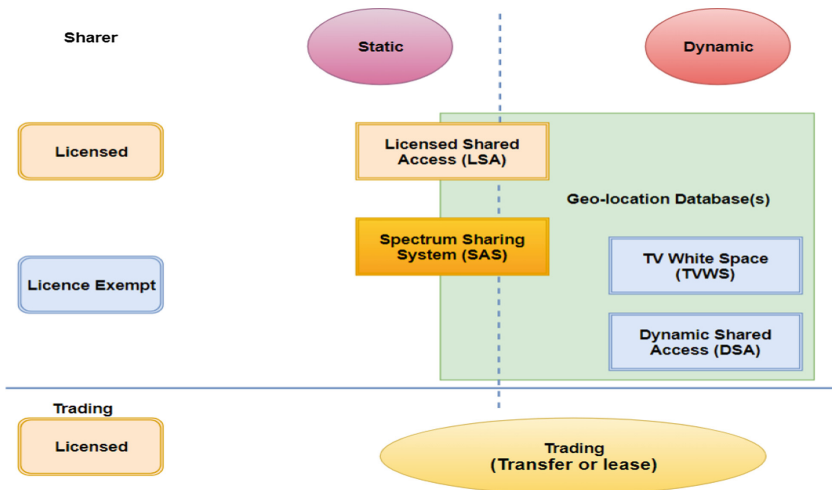 Sharer
Static
Dynamic
Licensed
Licensed Shared
Access (LSA)
Geo-location Database(s)
Spectrum Sharing
System (SAS)
Licence Exempt
TV White Space
(TVWS)
Dynamic Shared
Access (DSA)
Trading
Licensed
Trading
(Transfer or lease)